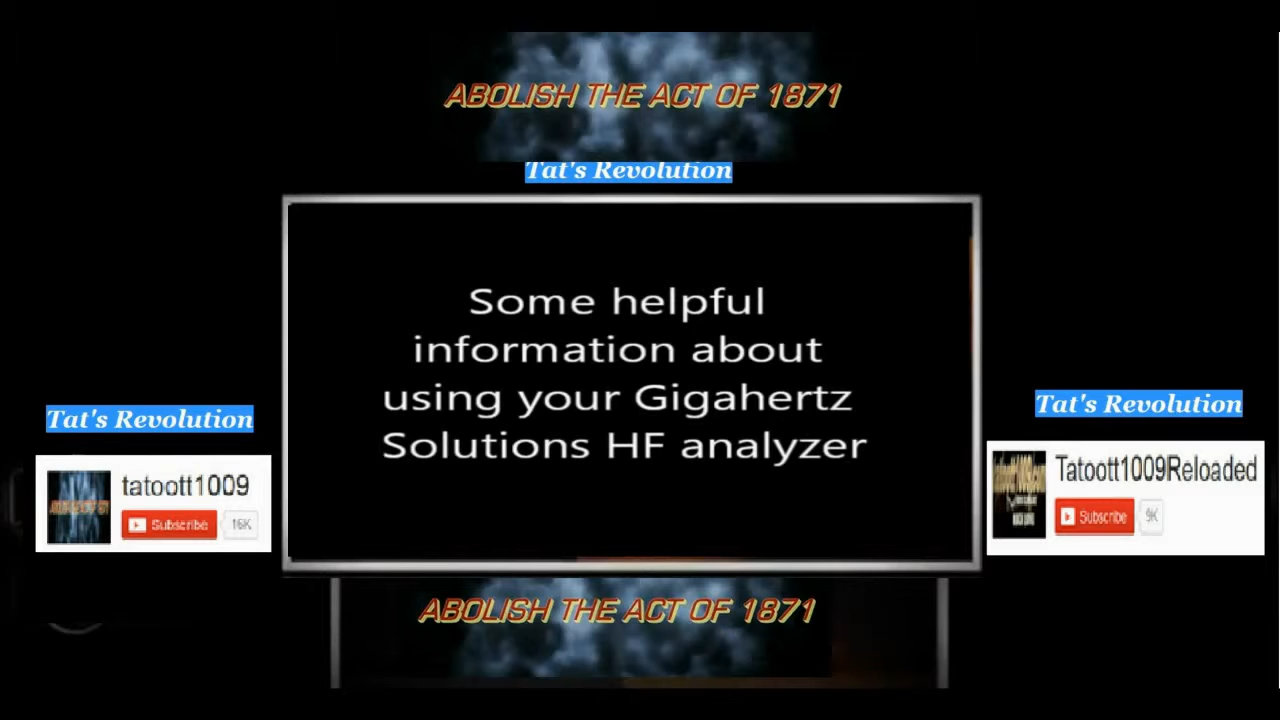 ABOLISH THE ACT OF 1871
Tat's Revolution
Some helpful
information about
using your Gigahertz
Solutions HF analyzer
Tat's Revolution
tatoott1009
Subscribe 16K
Tat's Revolution
Tatoott1009Reloaded
Subscribe 9K
ABOLISH THE ACT OF 1871